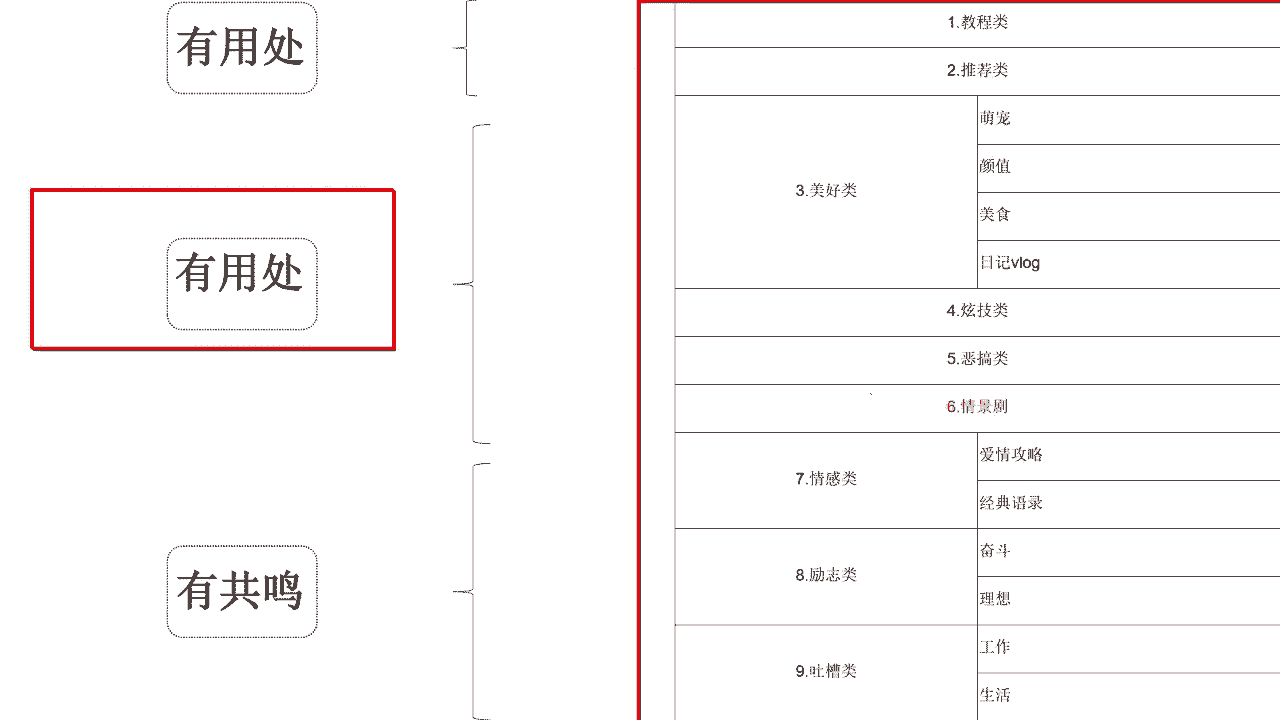 有用处
有用处
有共鸣
1.教程类
2.推荐类
3.美好类
萌宠
颜值
美食
日记vlog
4.炫技类
5.恶搞类
6.情景剧
7.情感类
爱情攻略
经典语录
8.励志类
奋斗
理想
9.吐槽类
工作
生活